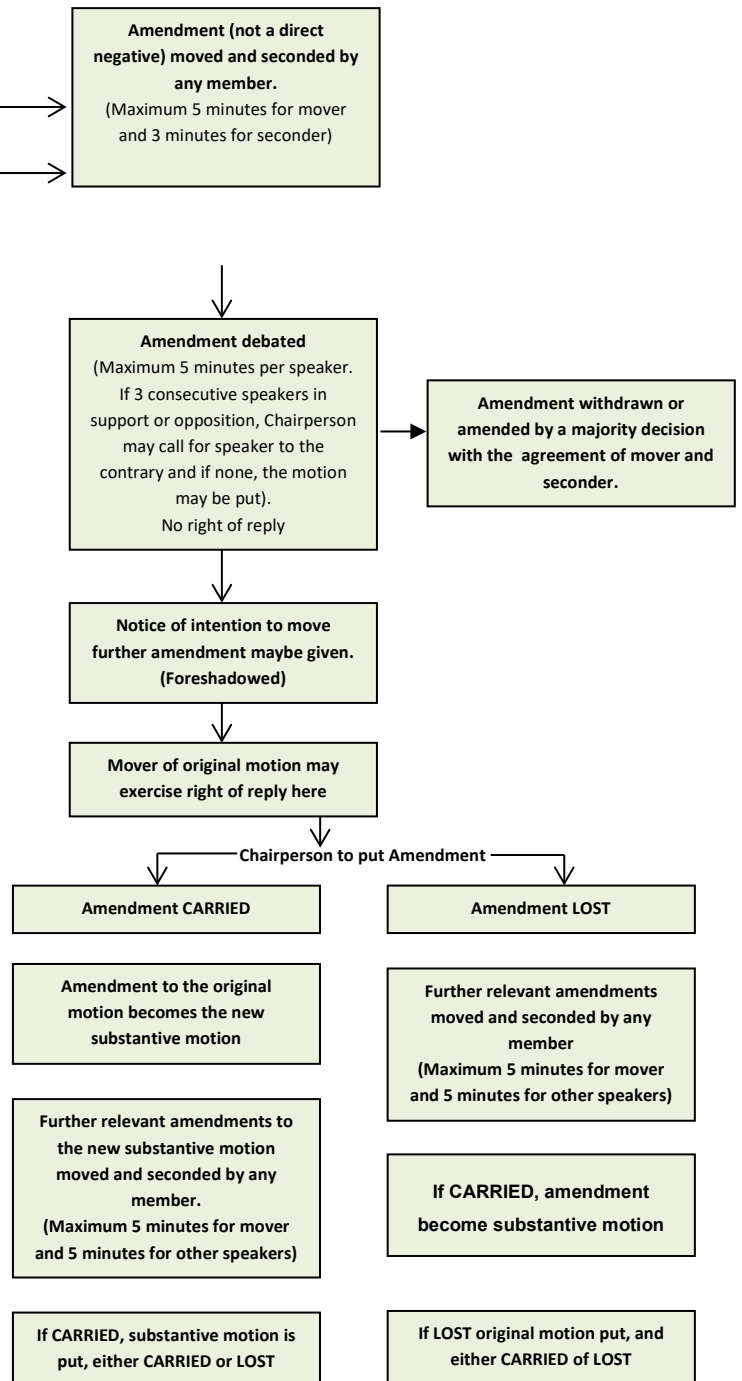 Amendment (not a direct
negative) moved and seconded by
any member.
(Maximum 5 minutes for mover
and 3 minutes for seconder)
Amendment debated
(Maximum 5 minutes per speaker.
If 3 consecutive speakers in
support or opposition, Chairperson
may call for speaker to the
contrary and if none, the motion
may be put).
No right of reply
Amendment withdrawn or
amended by a majority decision
with the agreement of mover and
seconder.
Notice of intention to move
further amendment maybe given.
(Foreshadowed)
Mover of original motion may
exercise right of reply here
Chairperson to put Amendment
Amendment CARRIED
Amendment to the original
motion becomes the new
substantive motion
Further relevant amendments to
the new substantive motion
moved and seconded by any
member.
(Maximum 5 minutes for mover
and 5 minutes for other speakers)
If CARRIED, substantive motion is
put, either CARRIED or LOST
Amendment LOST
Further relevant amendments
moved and seconded by any
member
(Maximum 5 minutes for mover
and 5 minutes for other speakers)
If CARRIED, amendment
become substantive motion
If LOST original motion put, and
either CARRIED of LOST